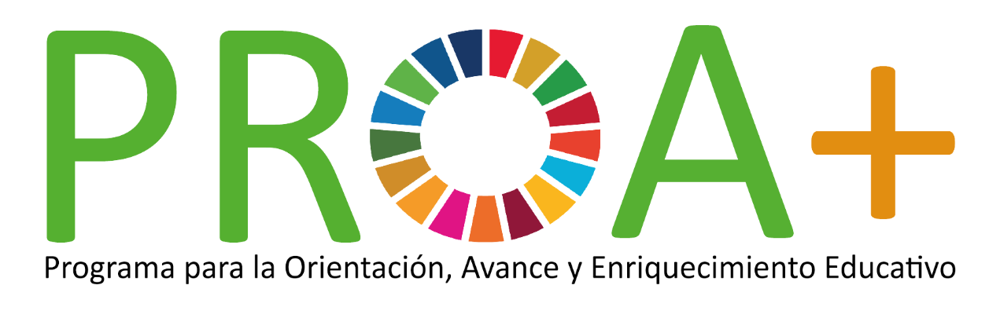 PROA+
Programa para la Orientación, Avance y Enriquecimiento Educativo